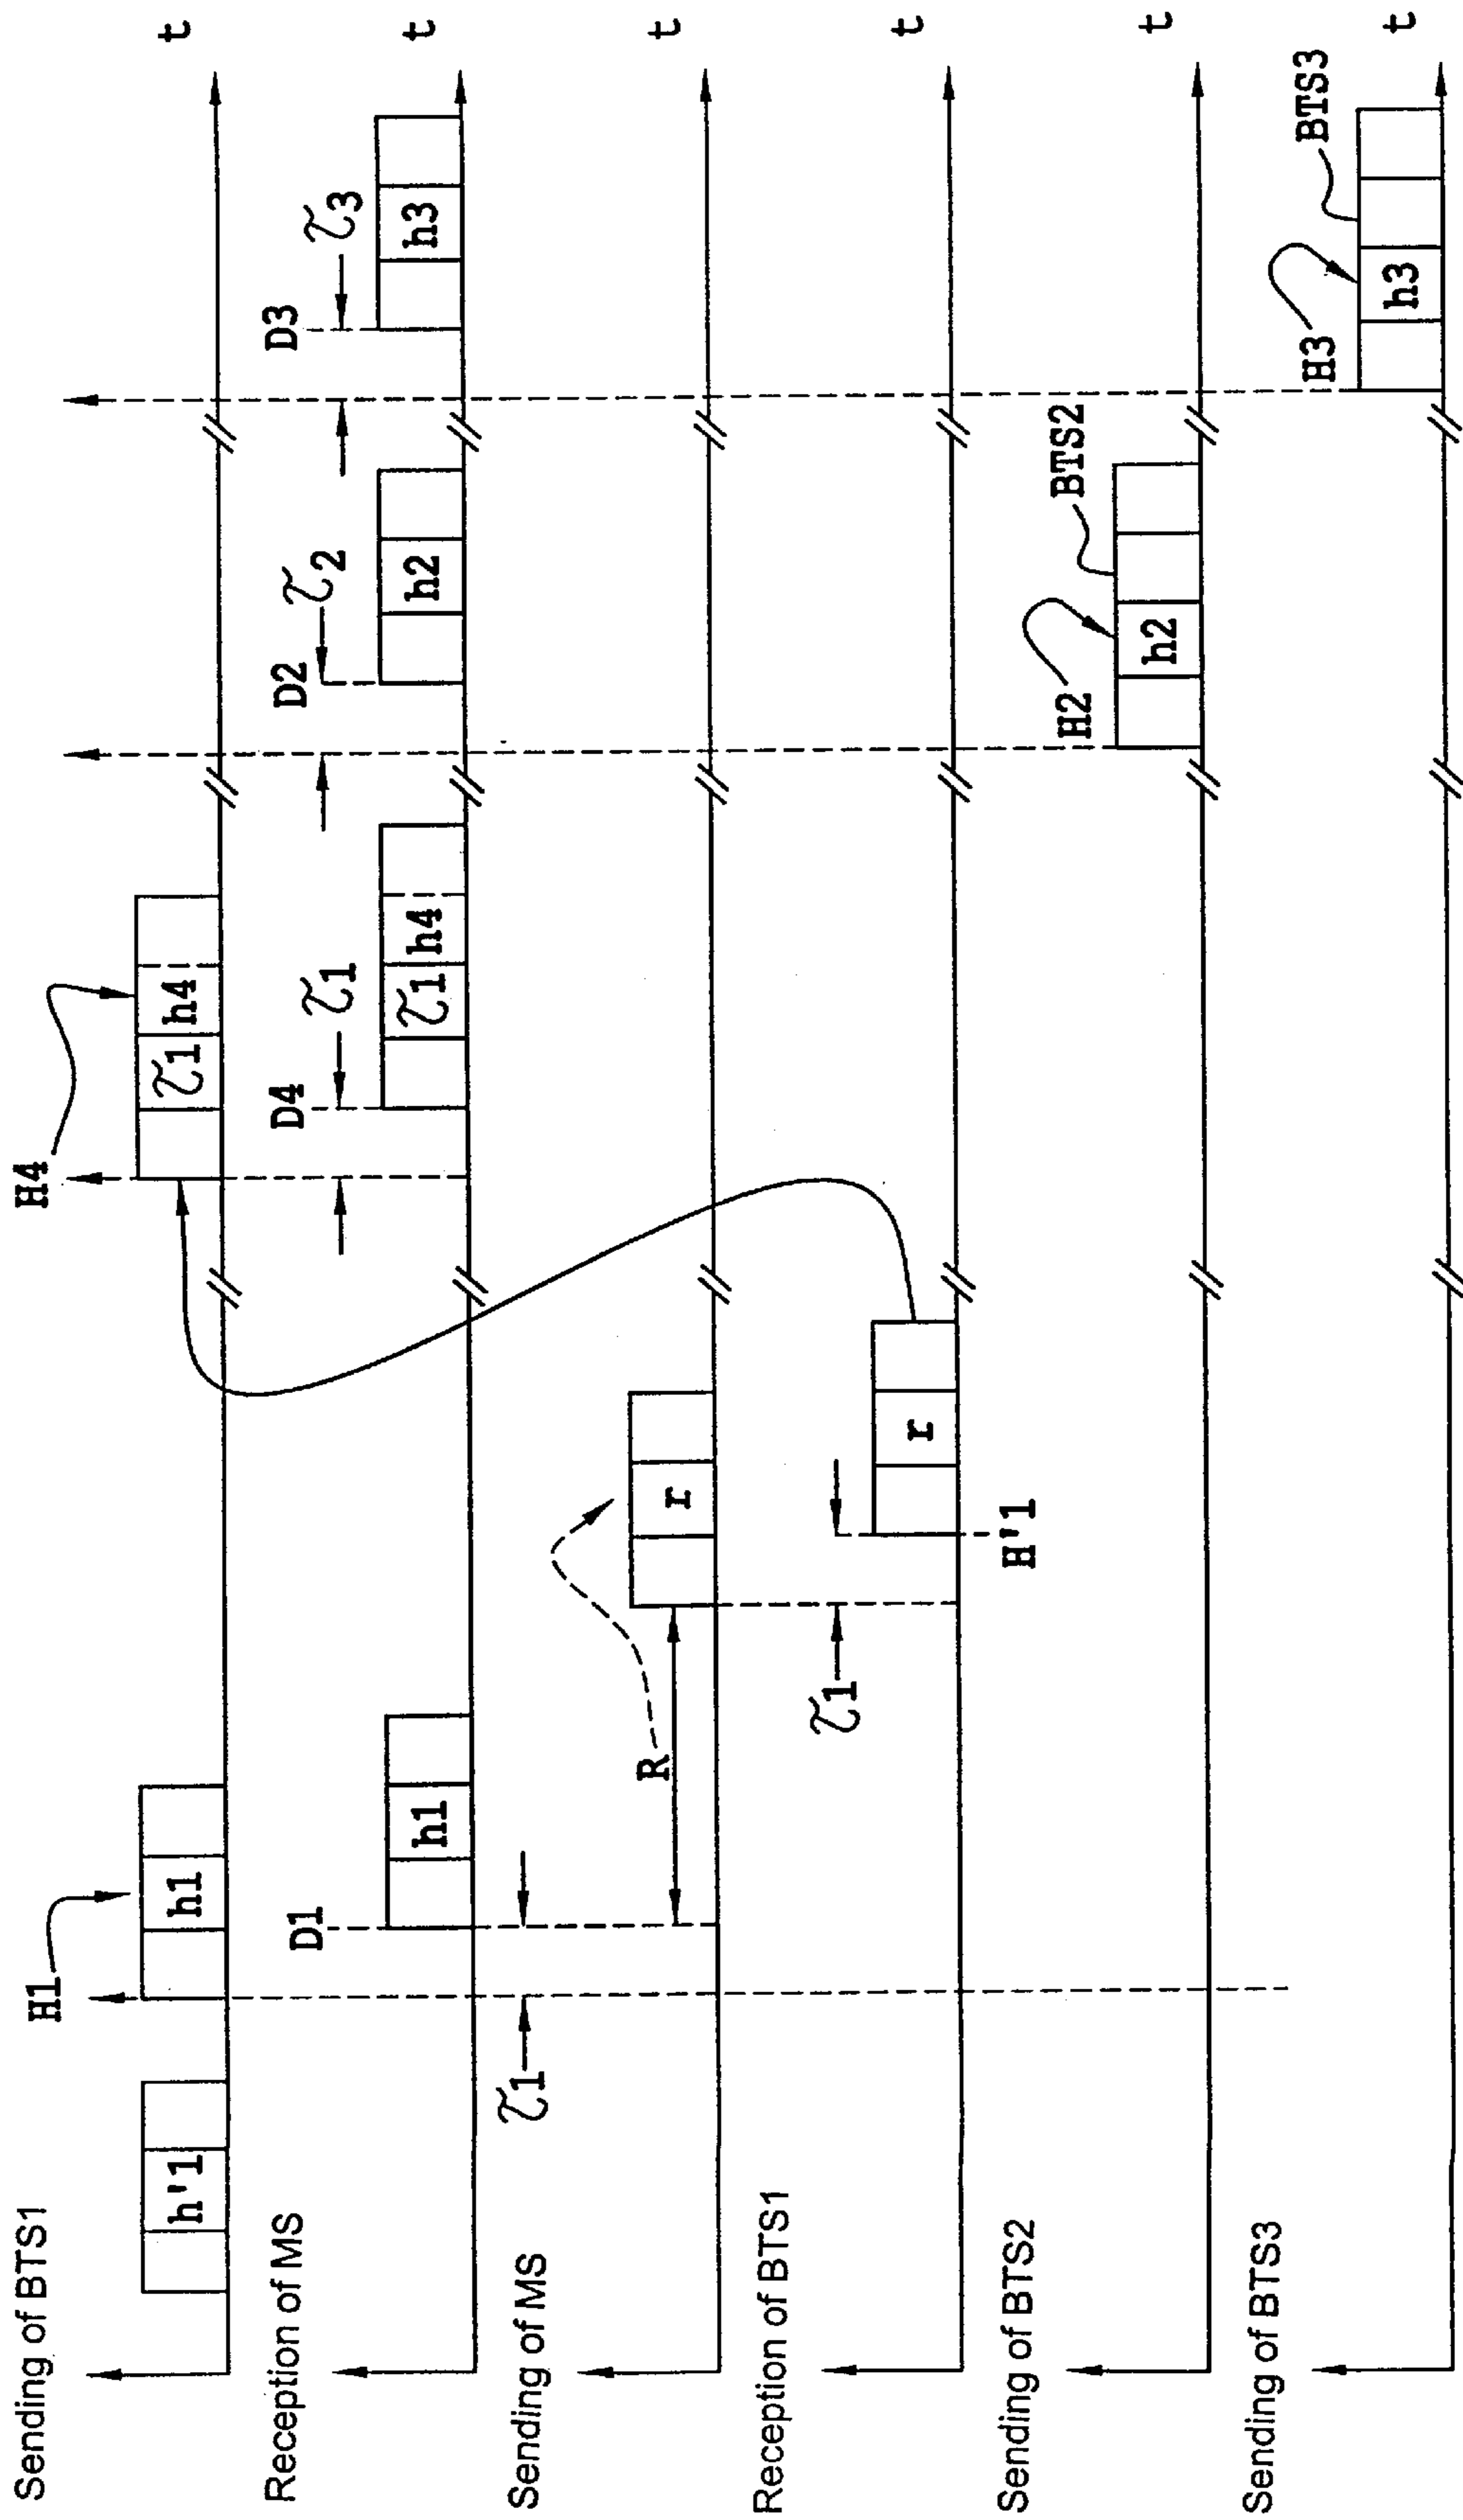 Sending of BTS1
h'1
H1
h1
H4
τ1 h4
t
Reception of MS
D1
h1
D4
τ1
τ1 h4
D2
τ2
h2
D3
τ3
h3
t
Sending of MS
τ1
R
r
t
Reception of BTS1
τ1
r
H'1
t
Sending of BTS2
H2
h2
BTS2
t
Sending of BTS3
H3
h3
BTS3
t